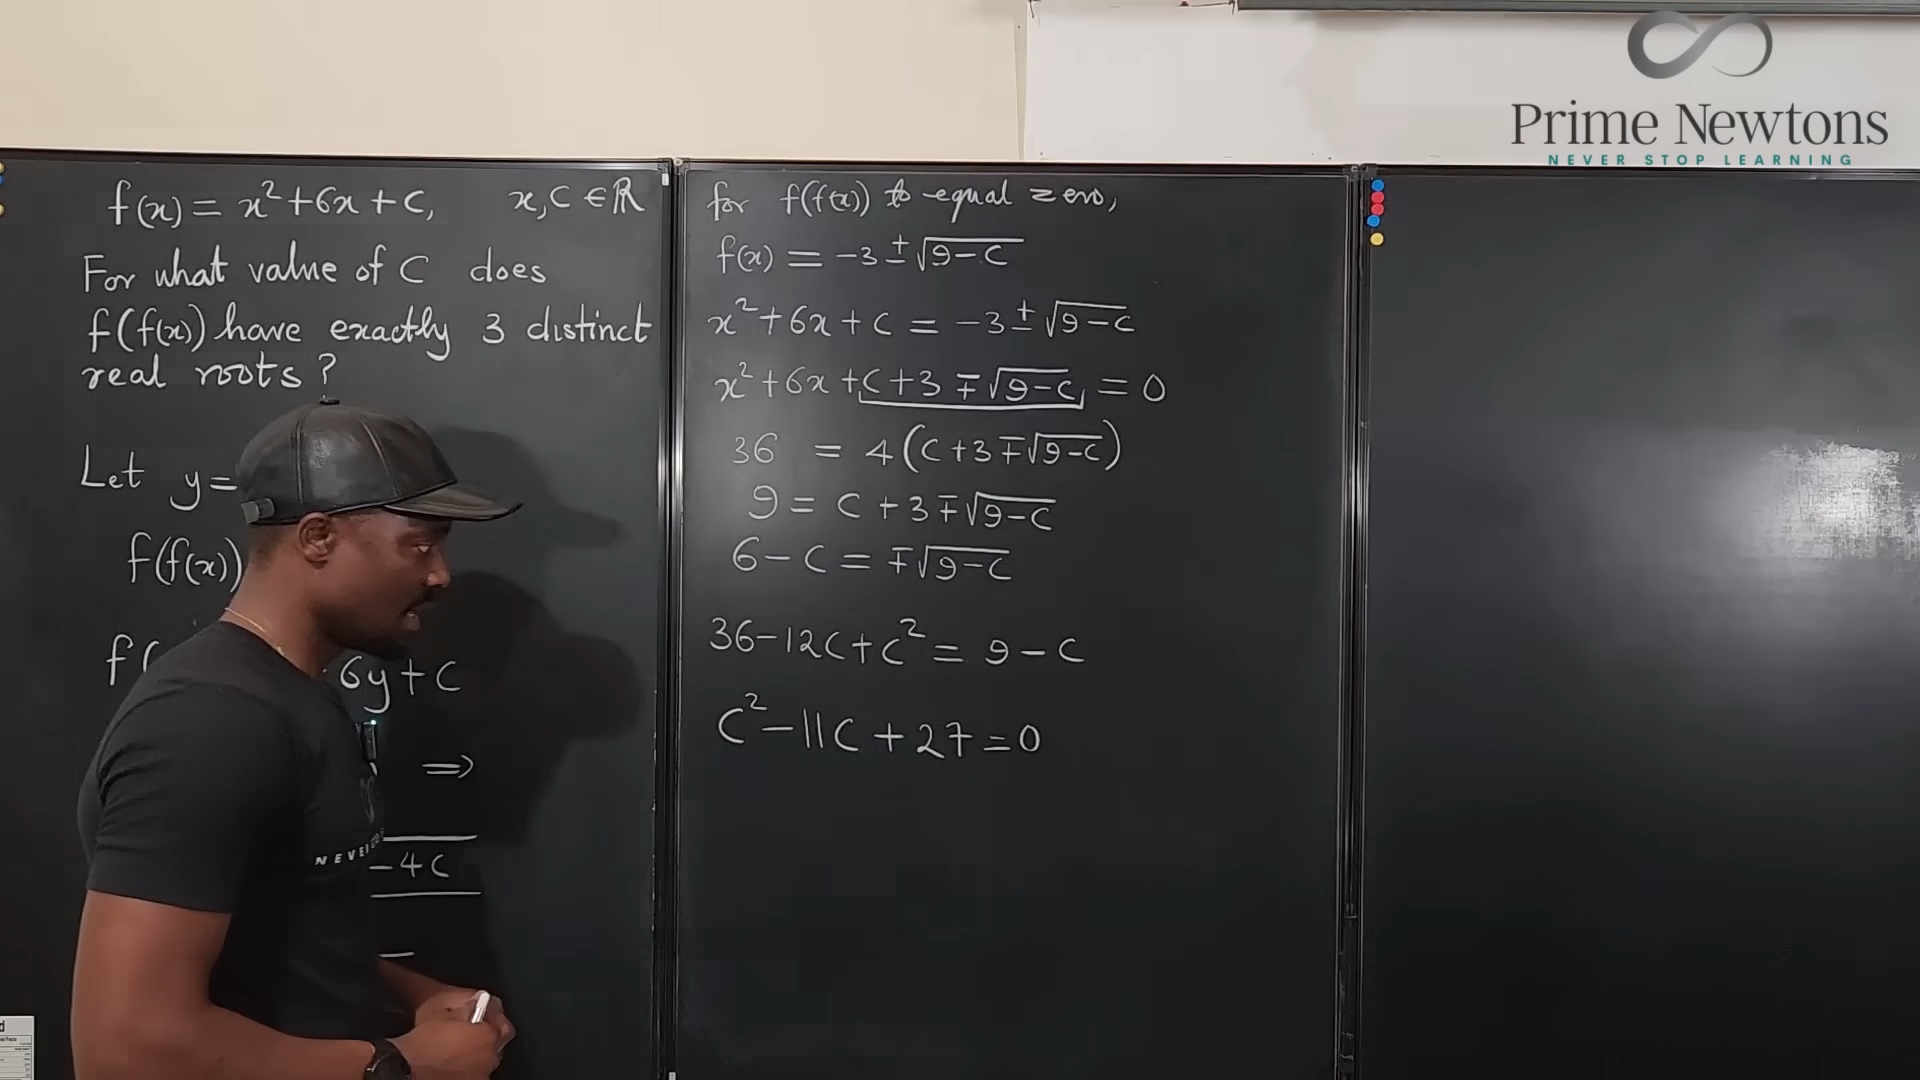 Prime Newtons
NEVER STOP LEARNING
f(x) = x² + 6x + C, x, C ∈ ℝ
For what value of C does
f(f(x)) have exactly 3 distinct
real roots?
Let y =
f(f(x))
f( 6y + C
⇒
- 4C
NEVE
for f(f(x)) to equal zero,
f(x) = -3 ± √(9-C)
x² + 6x + C = -3 ± √(9-C)
x² + 6x + C + 3 ∓ √(9-C) = 0
36 = 4(C + 3 ∓ √(9-C))
9 = C + 3 ∓ √(9-C)
6 - C = ∓ √(9-C)
36 - 12C + C² = 9 - C
C² - 11C + 27 = 0